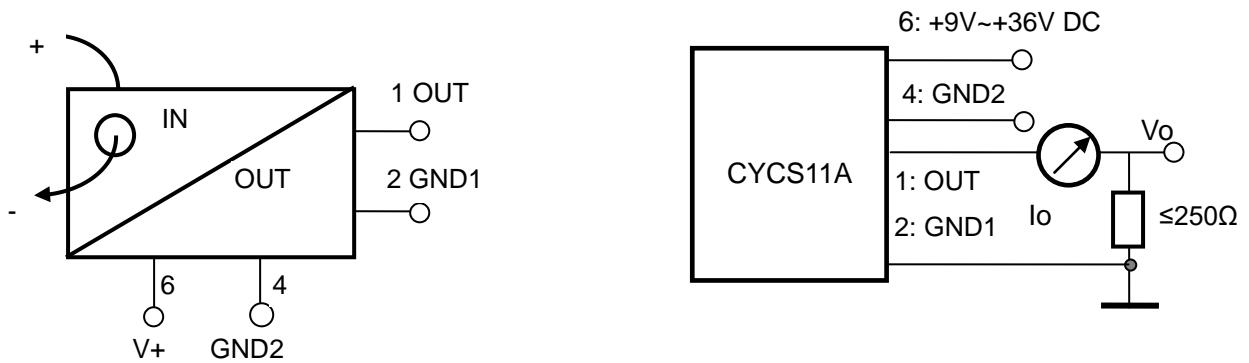 +
IN
OUT
-
1 OUT
2 GND1
6
4
V+
GND2
6: +9V~+36V DC
4: GND2
CYCS11A
Vo
1: OUT
Io
≤250Ω
2: GND1